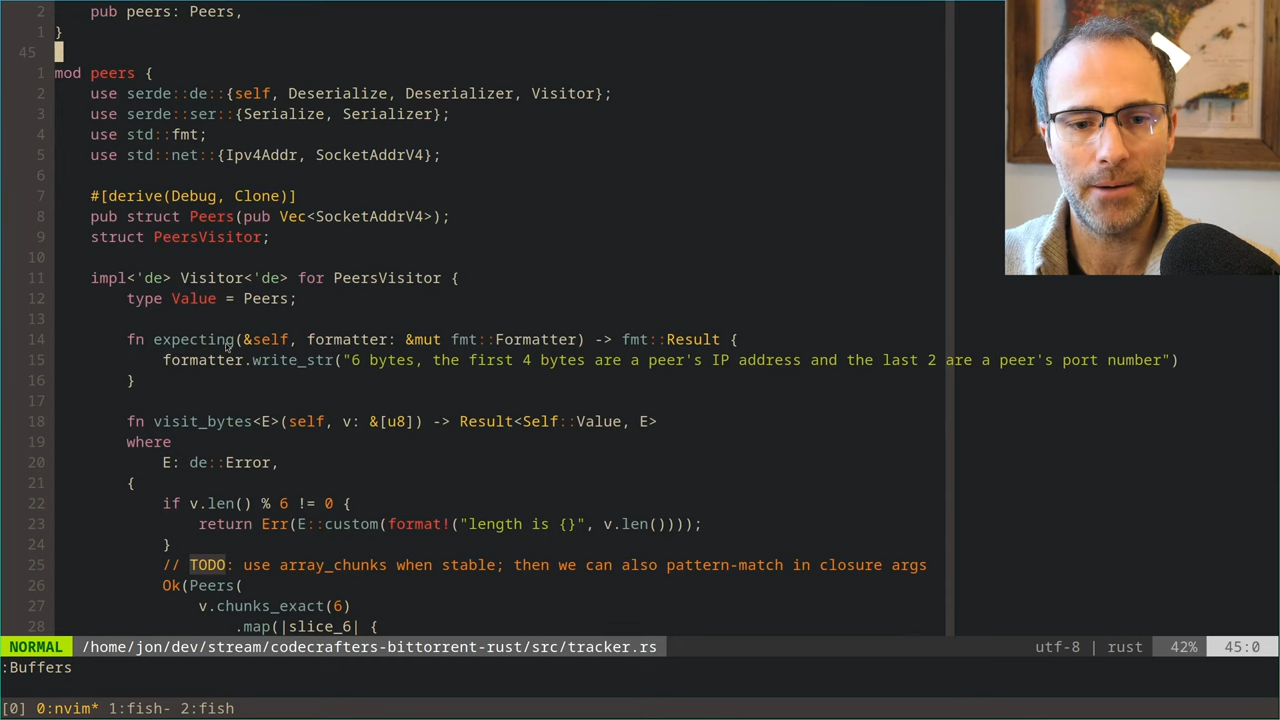 2 pub peers: Peers,
1 }
45
1 mod peers {
2 use serde::de::{self, Deserialize, Deserializer, Visitor};
3 use serde::ser::{Serialize, Serializer};
4 use std::fmt;
5 use std::net::{Ipv4Addr, SocketAddrV4};
6
7 #[derive(Debug, Clone)]
8 pub struct Peers(pub Vec<SocketAddrV4>);
9 struct PeersVisitor;
10
11 impl<'de> Visitor<'de> for PeersVisitor {
12 type Value = Peers;
13
14 fn expecting(&self, formatter: &mut fmt::Formatter) -> fmt::Result {
15 formatter.write_str("6 bytes, the first 4 bytes are a peer's IP address and the last 2 are a peer's port number")
16 }
17
18 fn visit_bytes<E>(self, v: &[u8]) -> Result<Self::Value, E>
19 where
20 E: de::Error,
21 {
22 if v.len() % 6 != 0 {
23 return Err(E::custom(format!("length is {}", v.len())));
24 }
25 // TODO: use array_chunks when stable; then we can also pattern-match in closure args
26 Ok(Peers(
27 v.chunks_exact(6)
28 .map(|slice_6| {
NORMAL /home/jon/dev/stream/codecrafters-bittorrent-rust/src/tracker.rs utf-8 | rust 42% 45:0
:Buffers
[0] 0:nvim* 1:fish- 2:fish